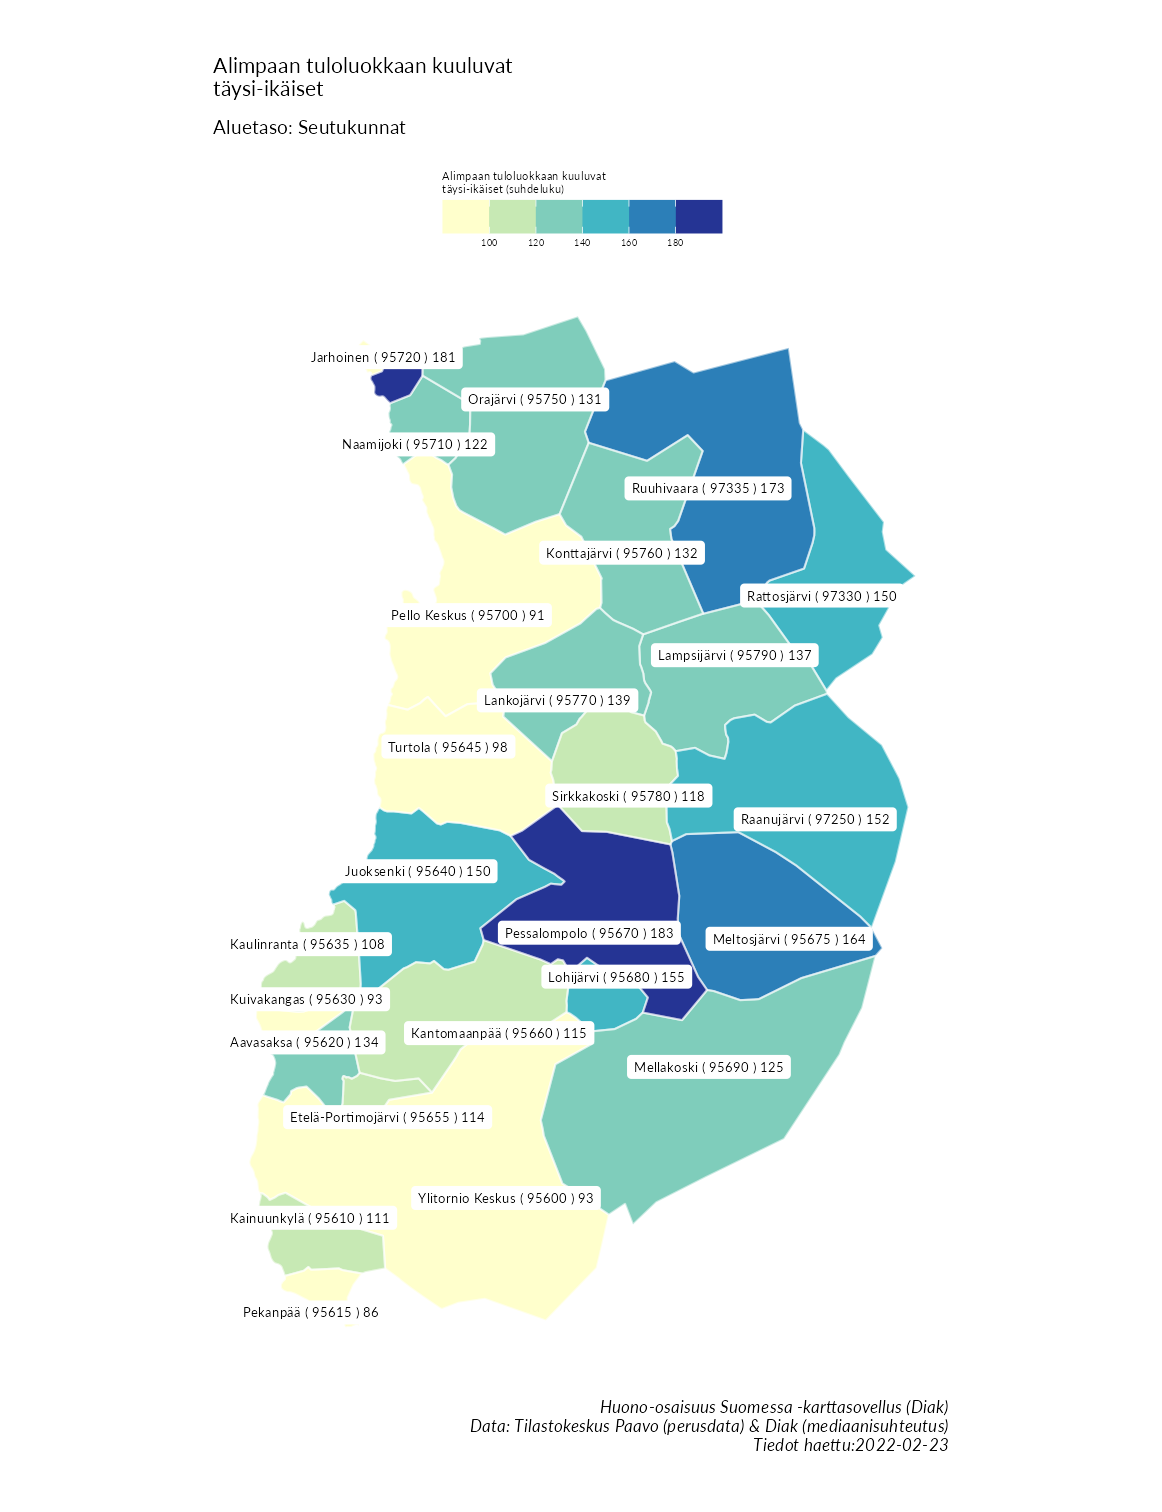 Alimpaan tuloluokkaan kuuluvat
täysi-ikäiset
Aluetaso: Seutukunnat
Alimpaan tuloluokkaan kuuluvat
täysi-ikäiset (suhdeluku)
100 120 140 160 180
Jarhoinen ( 95720 ) 181
Orajärvi ( 95750 ) 131
Naamijoki ( 95710 ) 122
Ruuhivaara ( 97335 ) 173
Konttajärvi ( 95760 ) 132
Rattosjärvi ( 97330 ) 150
Pello Keskus ( 95700 ) 91
Lampsijärvi ( 95790 ) 137
Lankojärvi ( 95770 ) 139
Turtola ( 95645 ) 98
Sirkkakoski ( 95780 ) 118
Raanujärvi ( 97250 ) 152
Juoksenki ( 95640 ) 150
Pessalompolo ( 95670 ) 183
Meltosjärvi ( 95675 ) 164
Kaulinranta ( 95635 ) 108
Lohijärvi ( 95680 ) 155
Kuivakangas ( 95630 ) 93
Kantomaanpää ( 95660 ) 115
Aavasaksa ( 95620 ) 134
Mellakoski ( 95690 ) 125
Etelä-Portimojärvi ( 95655 ) 114
Ylitornio Keskus ( 95600 ) 93
Kainuunkylä ( 95610 ) 111
Pekanpää ( 95615 ) 86
Huono-osaisuus Suomessa -karttasovellus (Diak)
Data: Tilastokeskus Paavo (perusdata) & Diak (mediaanisuhteutus)
Tiedot haettu:2022-02-23